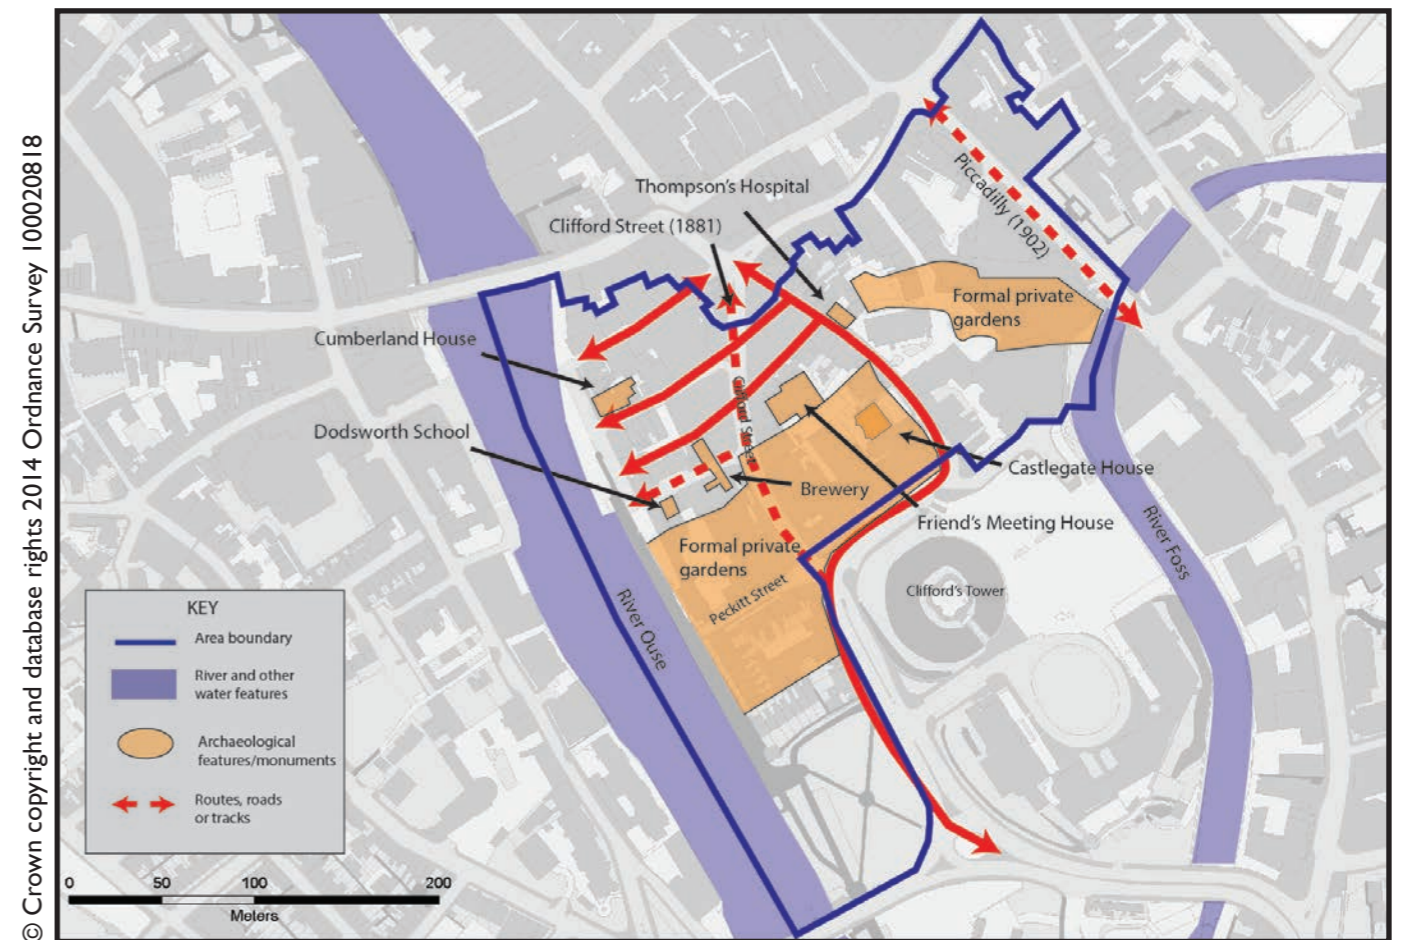 © Crown copyright and database rights 2014 Ordnance Survey 100020818
Piccadilly (1902)
Thompson's Hospital
Clifford Street (1881)
Formal private
gardens
Cumberland House
Clifford Street
Dodsworth School
Castlegate House
Brewery
Friend's Meeting House
River Foss
Formal private
gardens
Peckitt Street
Clifford's Tower
River Ouse
KEY
Area boundary
River and other
water features
Archaeological
features/monuments
Routes, roads
or tracks
0 50 100 200
Meters